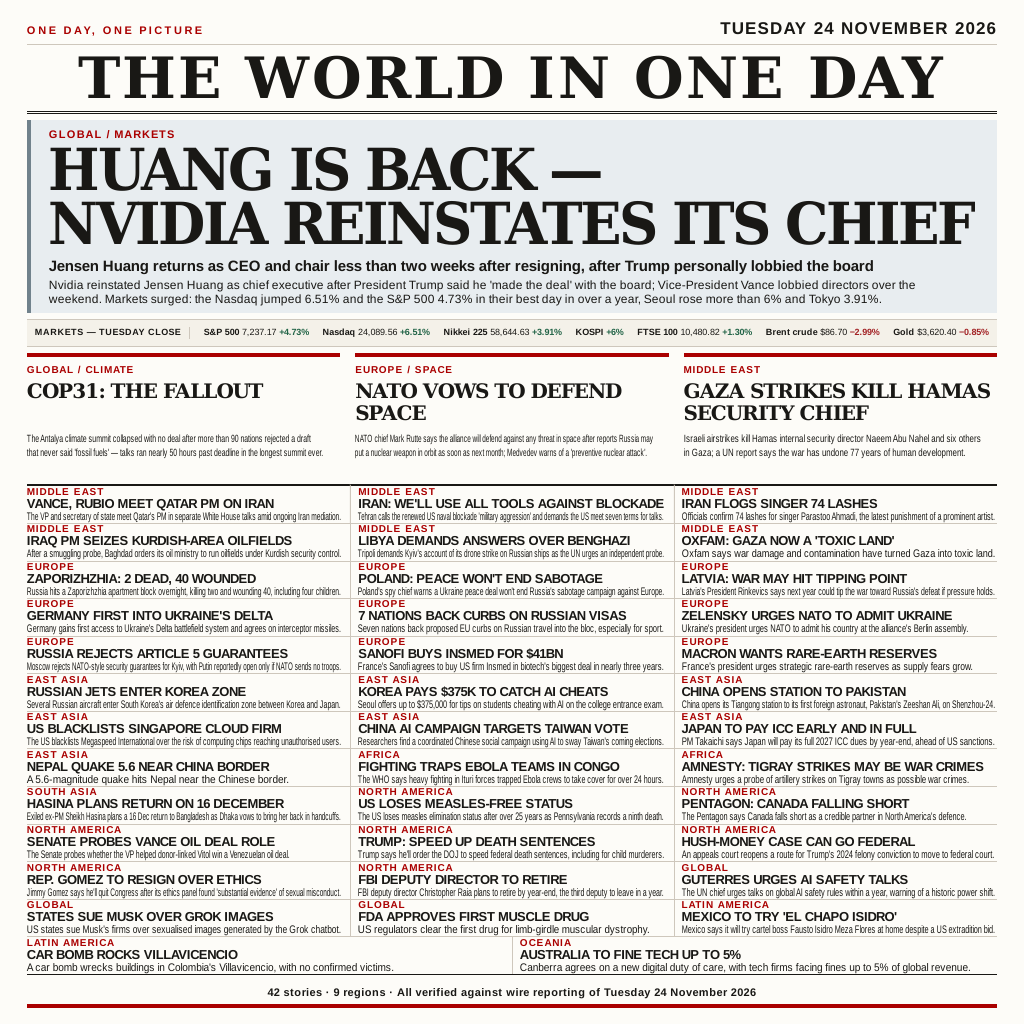 ONE DAY, ONE PICTURE
TUESDAY 24 NOVEMBER 2026
THE WORLD IN ONE DAY
GLOBAL / MARKETS
HUANG IS BACK —
NVIDIA REINSTATES ITS CHIEF
Jensen Huang returns as CEO and chair less than two weeks after resigning, after Trump personally lobbied the board
Nvidia reinstated Jensen Huang as chief executive after President Trump said he 'made the deal' with the board; Vice-President Vance lobbied directors over the
weekend. Markets surged: the Nasdaq jumped 6.51% and the S&P 500 4.73% in their best day in over a year, Seoul rose more than 6% and Tokyo 3.91%.
MARKETS — TUESDAY CLOSE S&P 500 7,237.17 +4.73% Nasdaq 24,089.56 +6.51% Nikkei 225 58,644.63 +3.91% KOSPI +6% FTSE 100 10,480.82 +1.30% Brent crude $86.70 −2.99% Gold $3,620.40 −0.85%
GLOBAL / CLIMATE
COP31: THE FALLOUT
The Antalya climate summit collapsed with no deal after more than 90 nations rejected a draft
that never said 'fossil fuels' — talks ran nearly 50 hours past deadline in the longest summit ever.
EUROPE / SPACE
NATO VOWS TO DEFEND
SPACE
NATO chief Mark Rutte says the alliance will defend against any threat in space after reports Russia may
put a nuclear weapon in orbit as soon as next month; Medvedev warns of a 'preventive nuclear attack'.
MIDDLE EAST
GAZA STRIKES KILL HAMAS
SECURITY CHIEF
Israeli airstrikes kill Hamas internal security director Naeem Abu Nahel and six others
in Gaza; a UN report says the war has undone 77 years of human development.
MIDDLE EAST
VANCE, RUBIO MEET QATAR PM ON IRAN
The VP and secretary of state meet Qatar's PM in separate White House talks amid ongoing Iran mediation.
MIDDLE EAST
IRAN: WE'LL USE ALL TOOLS AGAINST BLOCKADE
Tehran calls the renewed US naval blockade 'military aggression' and demands the US meet seven terms for talks.
MIDDLE EAST
IRAN FLOGS SINGER 74 LASHES
Officials confirm 74 lashes for singer Parastoo Ahmadi, the latest punishment of a prominent artist.
MIDDLE EAST
IRAQ PM SEIZES KURDISH-AREA OILFIELDS
After a smuggling probe, Baghdad orders its oil ministry to run oilfields under Kurdish security control.
MIDDLE EAST
LIBYA DEMANDS ANSWERS OVER BENGHAZI
Tripoli demands Kyiv's account of its drone strike on Russian ships as the UN urges an independent probe.
MIDDLE EAST
OXFAM: GAZA NOW A 'TOXIC LAND'
Oxfam says war damage and contamination have turned Gaza into toxic land.
EUROPE
ZAPORIZHZHIA: 2 DEAD, 40 WOUNDED
Russia hits a Zaporizhzhia apartment block overnight, killing two and wounding 40, including four children.
EUROPE
POLAND: PEACE WON'T END SABOTAGE
Poland's spy chief warns a Ukraine peace deal won't end Russia's sabotage campaign against Europe.
EUROPE
LATVIA: WAR MAY HIT TIPPING POINT
Latvia's President Rinkevics says next year could tip the war toward Russia's defeat if pressure holds.
EUROPE
GERMANY FIRST INTO UKRAINE'S DELTA
Germany gains first access to Ukraine's Delta battlefield system and agrees on interceptor missiles.
EUROPE
7 NATIONS BACK CURBS ON RUSSIAN VISAS
Seven nations back proposed EU curbs on Russian travel into the bloc, especially for sport.
EUROPE
ZELENSKY URGES NATO TO ADMIT UKRAINE
Ukraine's president urges NATO to admit his country at the alliance's Berlin assembly.
EUROPE
RUSSIA REJECTS ARTICLE 5 GUARANTEES
Moscow rejects NATO-style security guarantees for Kyiv, with Putin reportedly open only if NATO sends no troops.
EUROPE
SANOFI BUYS INSMED FOR $41BN
France's Sanofi agrees to buy US firm Insmed in biotech's biggest deal in nearly three years.
EUROPE
MACRON WANTS RARE-EARTH RESERVES
France's president urges strategic rare-earth reserves as supply fears grow.
EAST ASIA
RUSSIAN JETS ENTER KOREA ZONE
Several Russian aircraft enter South Korea's air defence identification zone between Korea and Japan.
EAST ASIA
KOREA PAYS $375K TO CATCH AI CHEATS
Seoul offers up to $375,000 for tips on students cheating with AI on the college entrance exam.
EAST ASIA
CHINA OPENS STATION TO PAKISTAN
China opens its Tiangong station to its first foreign astronaut, Pakistan's Zeeshan Ali, on Shenzhou-24.
EAST ASIA
US BLACKLISTS SINGAPORE CLOUD FIRM
The US blacklists Megaspeed International over the risk of computing chips reaching unauthorised users.
EAST ASIA
CHINA AI CAMPAIGN TARGETS TAIWAN VOTE
Researchers find a coordinated Chinese social campaign using AI to sway Taiwan's coming elections.
EAST ASIA
JAPAN TO PAY ICC EARLY AND IN FULL
PM Takaichi says Japan will pay its full 2027 ICC dues by year-end, ahead of US sanctions.
EAST ASIA
NEPAL QUAKE 5.6 NEAR CHINA BORDER
A 5.6-magnitude quake hits Nepal near the Chinese border.
AFRICA
FIGHTING TRAPS EBOLA TEAMS IN CONGO
The WHO says heavy fighting in Ituri forces trapped Ebola crews to take cover for over 24 hours.
AFRICA
AMNESTY: TIGRAY STRIKES MAY BE WAR CRIMES
Amnesty urges a probe of artillery strikes on Tigray towns as possible war crimes.
SOUTH ASIA
HASINA PLANS RETURN ON 16 DECEMBER
Exiled ex-PM Sheikh Hasina plans a 16 Dec return to Bangladesh as Dhaka vows to bring her back in handcuffs.
NORTH AMERICA
US LOSES MEASLES-FREE STATUS
The US loses measles elimination status after over 25 years as Pennsylvania records a ninth death.
NORTH AMERICA
PENTAGON: CANADA FALLING SHORT
The Pentagon says Canada falls short as a credible partner in North America's defence.
NORTH AMERICA
SENATE PROBES VANCE OIL DEAL ROLE
The Senate probes whether the VP helped donor-linked Vitol win a Venezuelan oil deal.
NORTH AMERICA
TRUMP: SPEED UP DEATH SENTENCES
Trump says he'll order the DOJ to speed federal death sentences, including for child murderers.
NORTH AMERICA
HUSH-MONEY CASE CAN GO FEDERAL
An appeals court reopens a route for Trump's 2024 felony conviction to move to federal court.
NORTH AMERICA
REP. GOMEZ TO RESIGN OVER ETHICS
Jimmy Gomez says he'll quit Congress after its ethics panel found 'substantial evidence' of sexual misconduct.
NORTH AMERICA
FBI DEPUTY DIRECTOR TO RETIRE
FBI deputy director Christopher Raia plans to retire by year-end, the third deputy to leave in a year.
GLOBAL
GUTERRES URGES AI SAFETY TALKS
The UN chief urges talks on global AI safety rules within a year, warning of a historic power shift.
GLOBAL
STATES SUE MUSK OVER GROK IMAGES
US states sue Musk's firms over sexualised images generated by the Grok chatbot.
GLOBAL
FDA APPROVES FIRST MUSCLE DRUG
US regulators clear the first drug for limb-girdle muscular dystrophy.
LATIN AMERICA
MEXICO TO TRY 'EL CHAPO ISIDRO'
Mexico says it will try cartel boss Fausto Isidro Meza Flores at home despite a US extradition bid.
LATIN AMERICA
CAR BOMB ROCKS VILLAVICENCIO
A car bomb wrecks buildings in Colombia's Villavicencio, with no confirmed victims.
OCEANIA
AUSTRALIA TO FINE TECH UP TO 5%
Canberra agrees on a new digital duty of care, with tech firms facing fines up to 5% of global revenue.
42 stories · 9 regions · All verified against wire reporting of Tuesday 24 November 2026